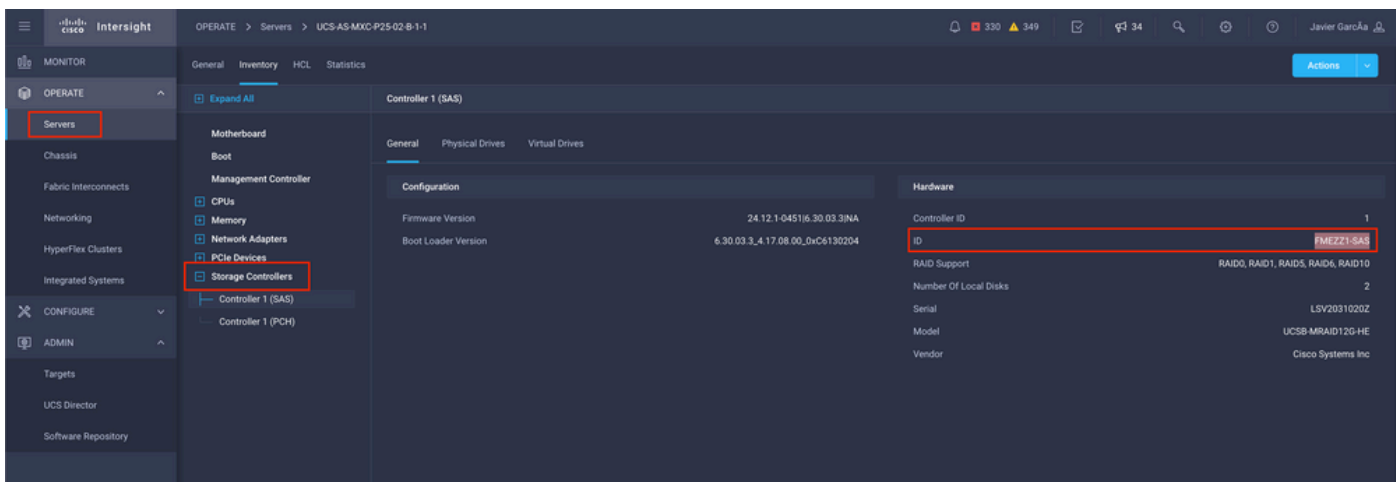 cisco Intersight
OPERATE > Servers > UCS-AS-MXC-P25-02-B-1-1
330 349 34 Javier GarcÃa
MONITOR
OPERATE
Servers
Chassis
Fabric Interconnects
Networking
HyperFlex Clusters
Integrated Systems
CONFIGURE
ADMIN
Targets
UCS Director
Software Repository
General Inventory HCL Statistics
Actions
Expand All
Motherboard
Boot
Management Controller
CPUs
Memory
Network Adapters
PCIe Devices
Storage Controllers
Controller 1 (SAS)
Controller 1 (PCH)
Controller 1 (SAS)
General Physical Drives Virtual Drives
Configuration
Firmware Version 24.12.1-0451|6.30.03.3|NA
Boot Loader Version 6.30.03.3_4.17.08.00_0xC6130204
Hardware
Controller ID 1
ID FMEZZ1-SAS
RAID Support RAID0, RAID1, RAID5, RAID6, RAID10
Number Of Local Disks 2
Serial LSV2031020Z
Model UCSB-MRAID12G-HE
Vendor Cisco Systems Inc